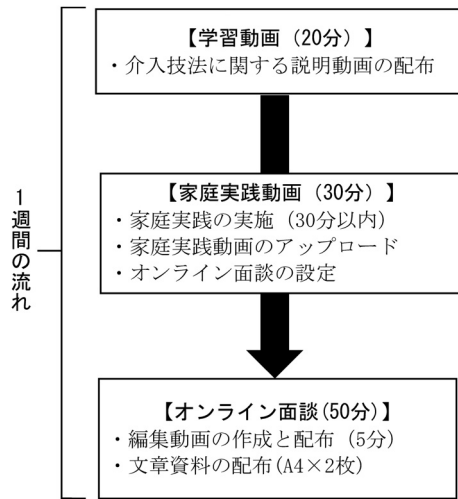 1週間の流れ
【学習動画（20分）】
・介入技法に関する説明動画の配布
【家庭実践動画（30分）】
・家庭実践の実施（30分以内）
・家庭実践動画のアップロード
・オンライン面談の設定
【オンライン面談(50分)】
・編集動画の作成と配布（5分）
・文章資料の配布(A4×2枚)